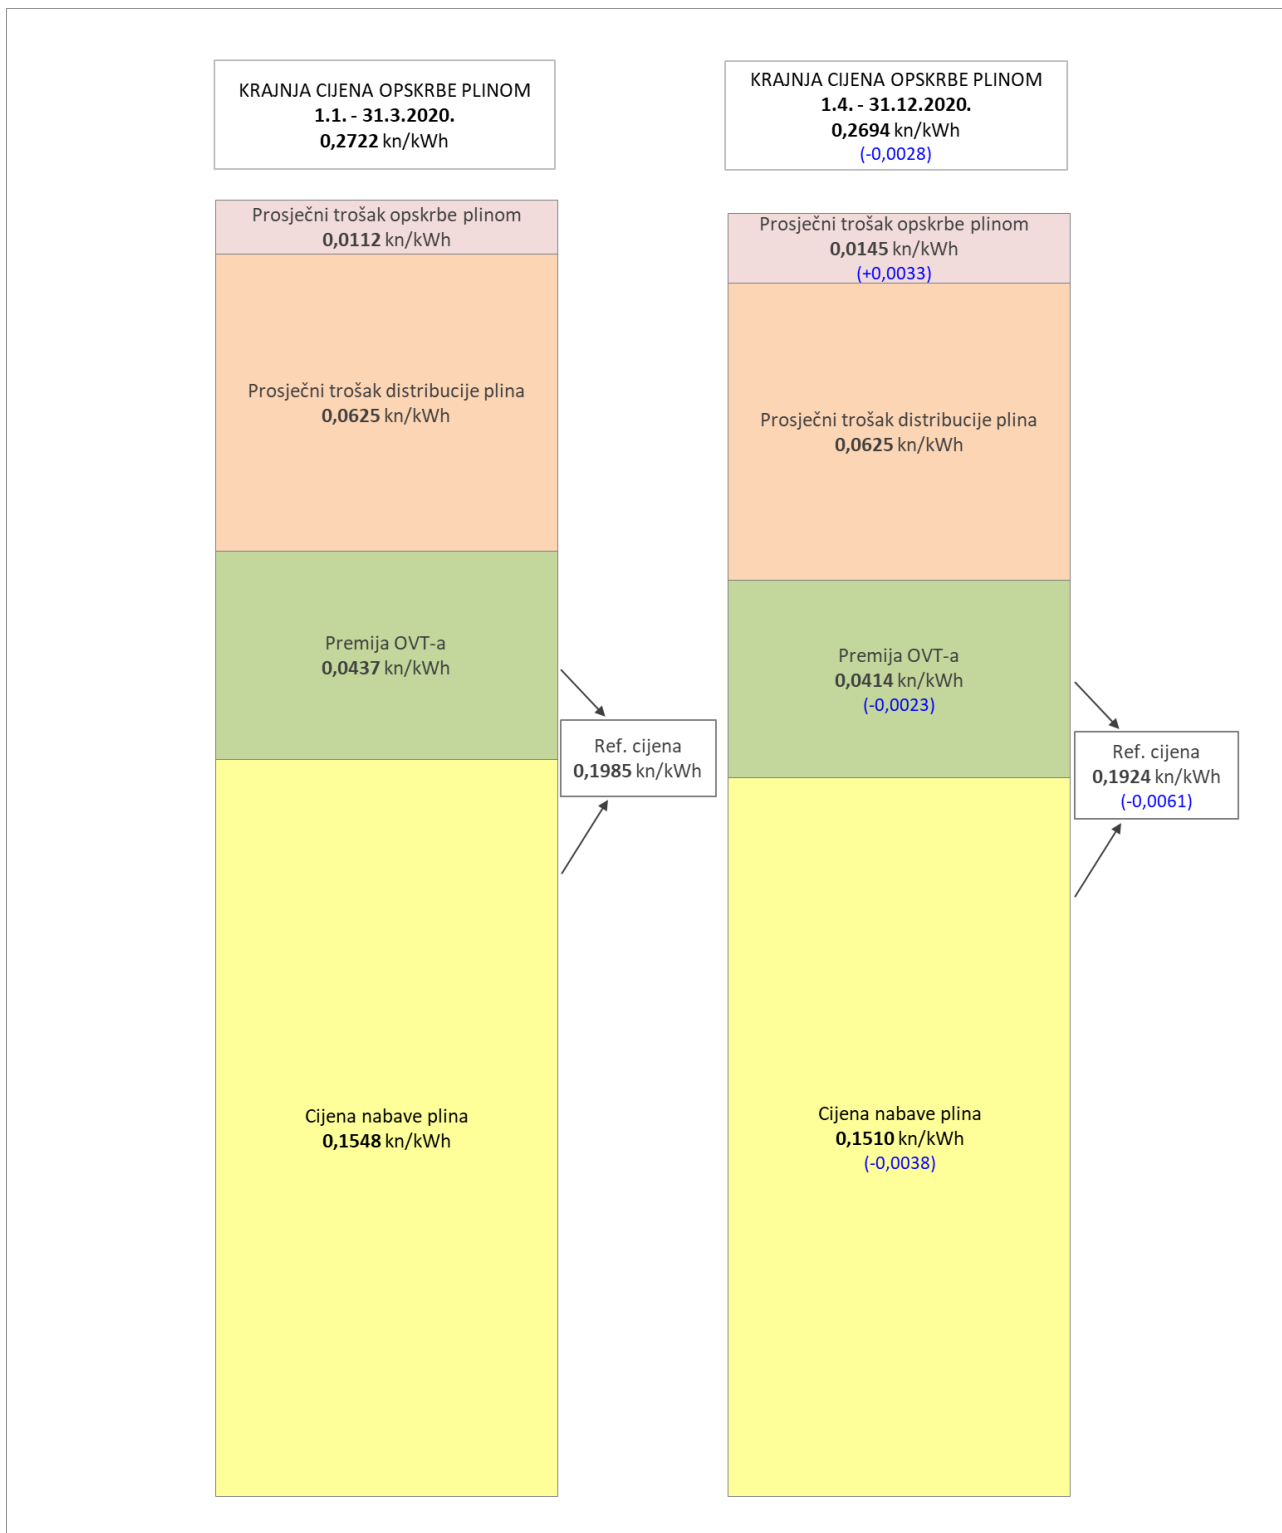 KRAJNJA CIJENA OPSKRBE PLINOM
1.1. - 31.3.2020.
0,2722 kn/kWh
Prosječni trošak opskrbe plinom
0,0112 kn/kWh
Prosječni trošak distribucije plina
0,0625 kn/kWh
Premija OVT-a
0,0437 kn/kWh
Ref. cijena
0,1985 kn/kWh
Cijena nabave plina
0,1548 kn/kWh
KRAJNJA CIJENA OPSKRBE PLINOM
1.4. - 31.12.2020.
0,2694 kn/kWh
(-0,0028)
Prosječni trošak opskrbe plinom
0,0145 kn/kWh
(+0,0033)
Prosječni trošak distribucije plina
0,0625 kn/kWh
Premija OVT-a
0,0414 kn/kWh
(-0,0023)
Ref. cijena
0,1924 kn/kWh
(-0,0061)
Cijena nabave plina
0,1510 kn/kWh
(-0,0038)